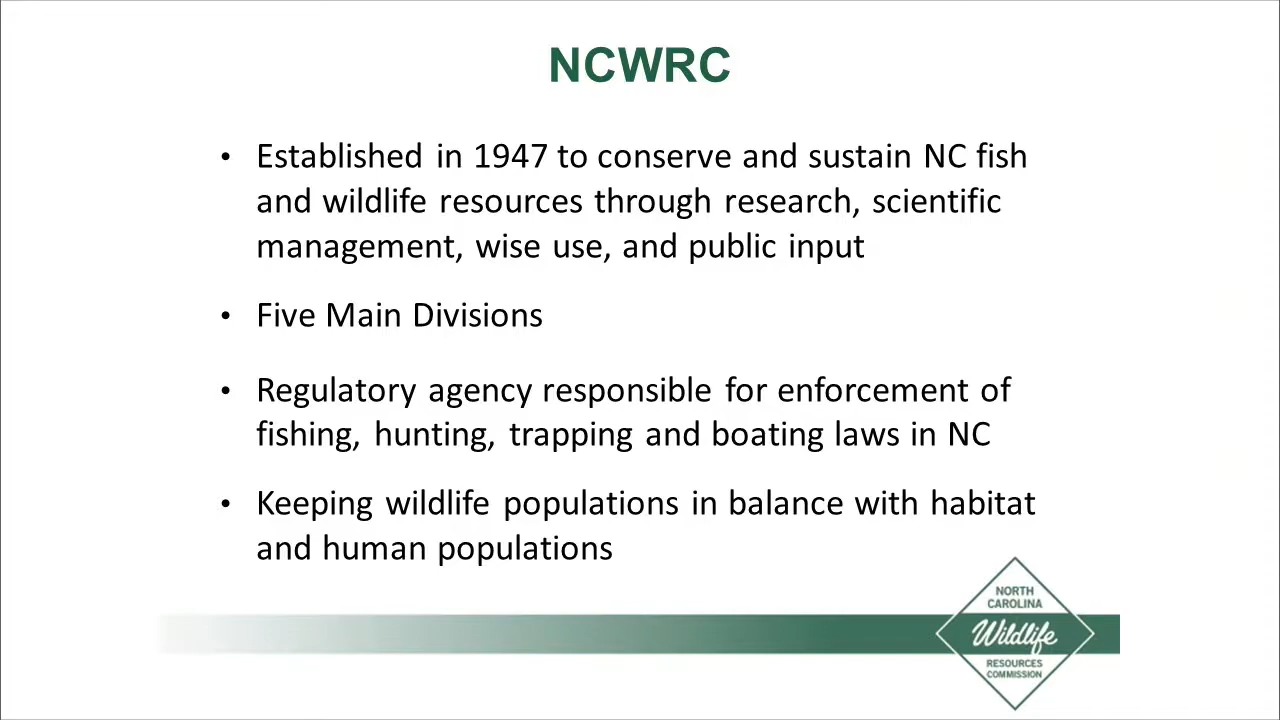 NCWRC
• Established in 1947 to conserve and sustain NC fish
and wildlife resources through research, scientific
management, wise use, and public input
• Five Main Divisions
• Regulatory agency responsible for enforcement of
fishing, hunting, trapping and boating laws in NC
• Keeping wildlife populations in balance with habitat
and human populations
NORTH
CAROLINA
Wildlife
RESOURCES
COMMISSION